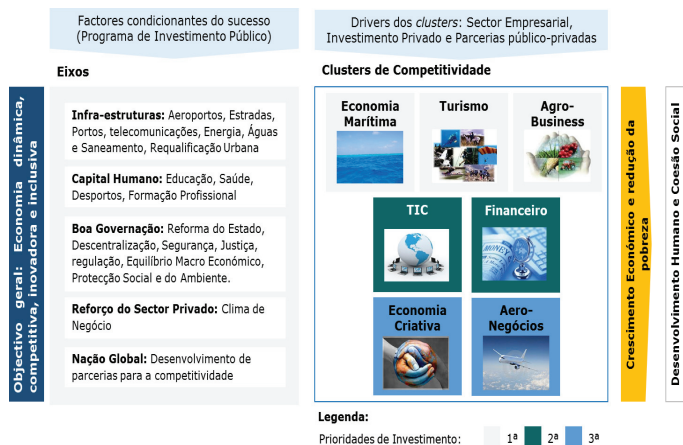 Factores condicionantes do sucesso
(Programa de Investimento Público)
Drivers dos clusters: Sector Empresarial,
Investimento Privado e Parcerias público-privadas
Eixos
Clusters de Competitividade
Objectivo geral: Economia dinâmica,
competitiva, inovadora e inclusiva
Infra-estruturas: Aeroportos, Estradas,
Portos, telecomunicações, Energia, Águas
e Saneamento, Requalificação Urbana
Capital Humano: Educação, Saúde,
Desportos, Formação Profissional
Boa Governação: Reforma do Estado,
Descentralização, Segurança, Justiça,
regulação, Equilíbrio Macro Económico,
Protecção Social e do Ambiente.
Reforço do Sector Privado: Clima de
Negócio
Nação Global: Desenvolvimento de
parcerias para a competitividade
Economia
Marítima
Turismo
Agro-
Business
TIC
Financeiro
MONEY
Economia
Criativa
Aero-
Negócios
Crescimento Económico e redução da
pobreza
Desenvolvimento Humano e Coesão Social
Legenda:
Prioridades de Investimento:
1ª
2ª
3ª